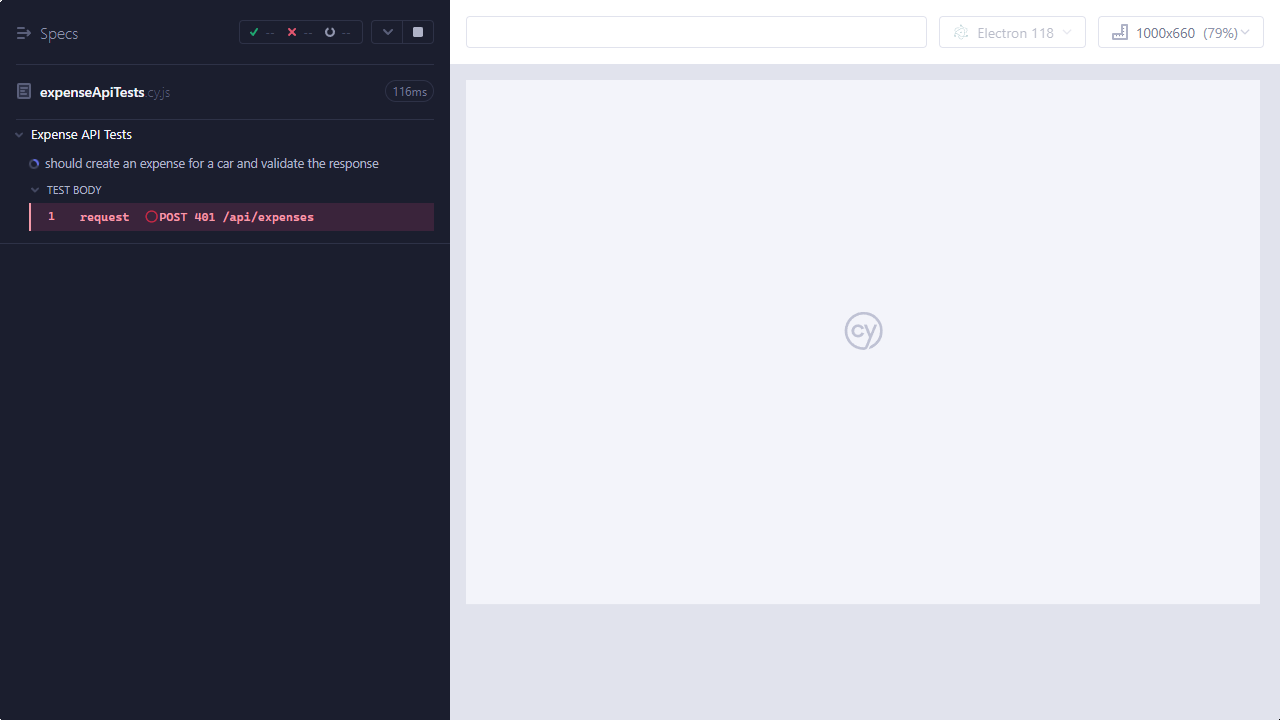 Specs
-- -- --
Electron 118
1000x660 (79%)
expenseApiTests.cy.js
116ms
Expense API Tests
should create an expense for a car and validate the response
TEST BODY
1 request POST 401 /api/expenses
cy